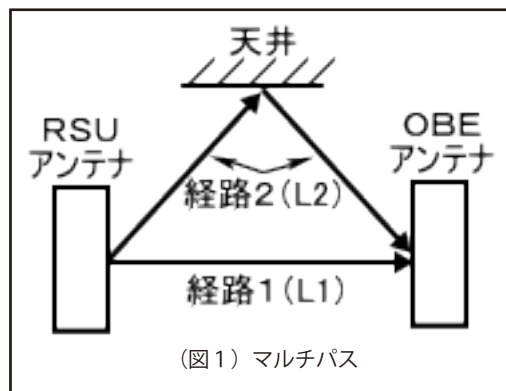 天井
RSU
アンテナ
OBE
アンテナ
経路2(L2)
経路1(L1)
(図1)マルチパス